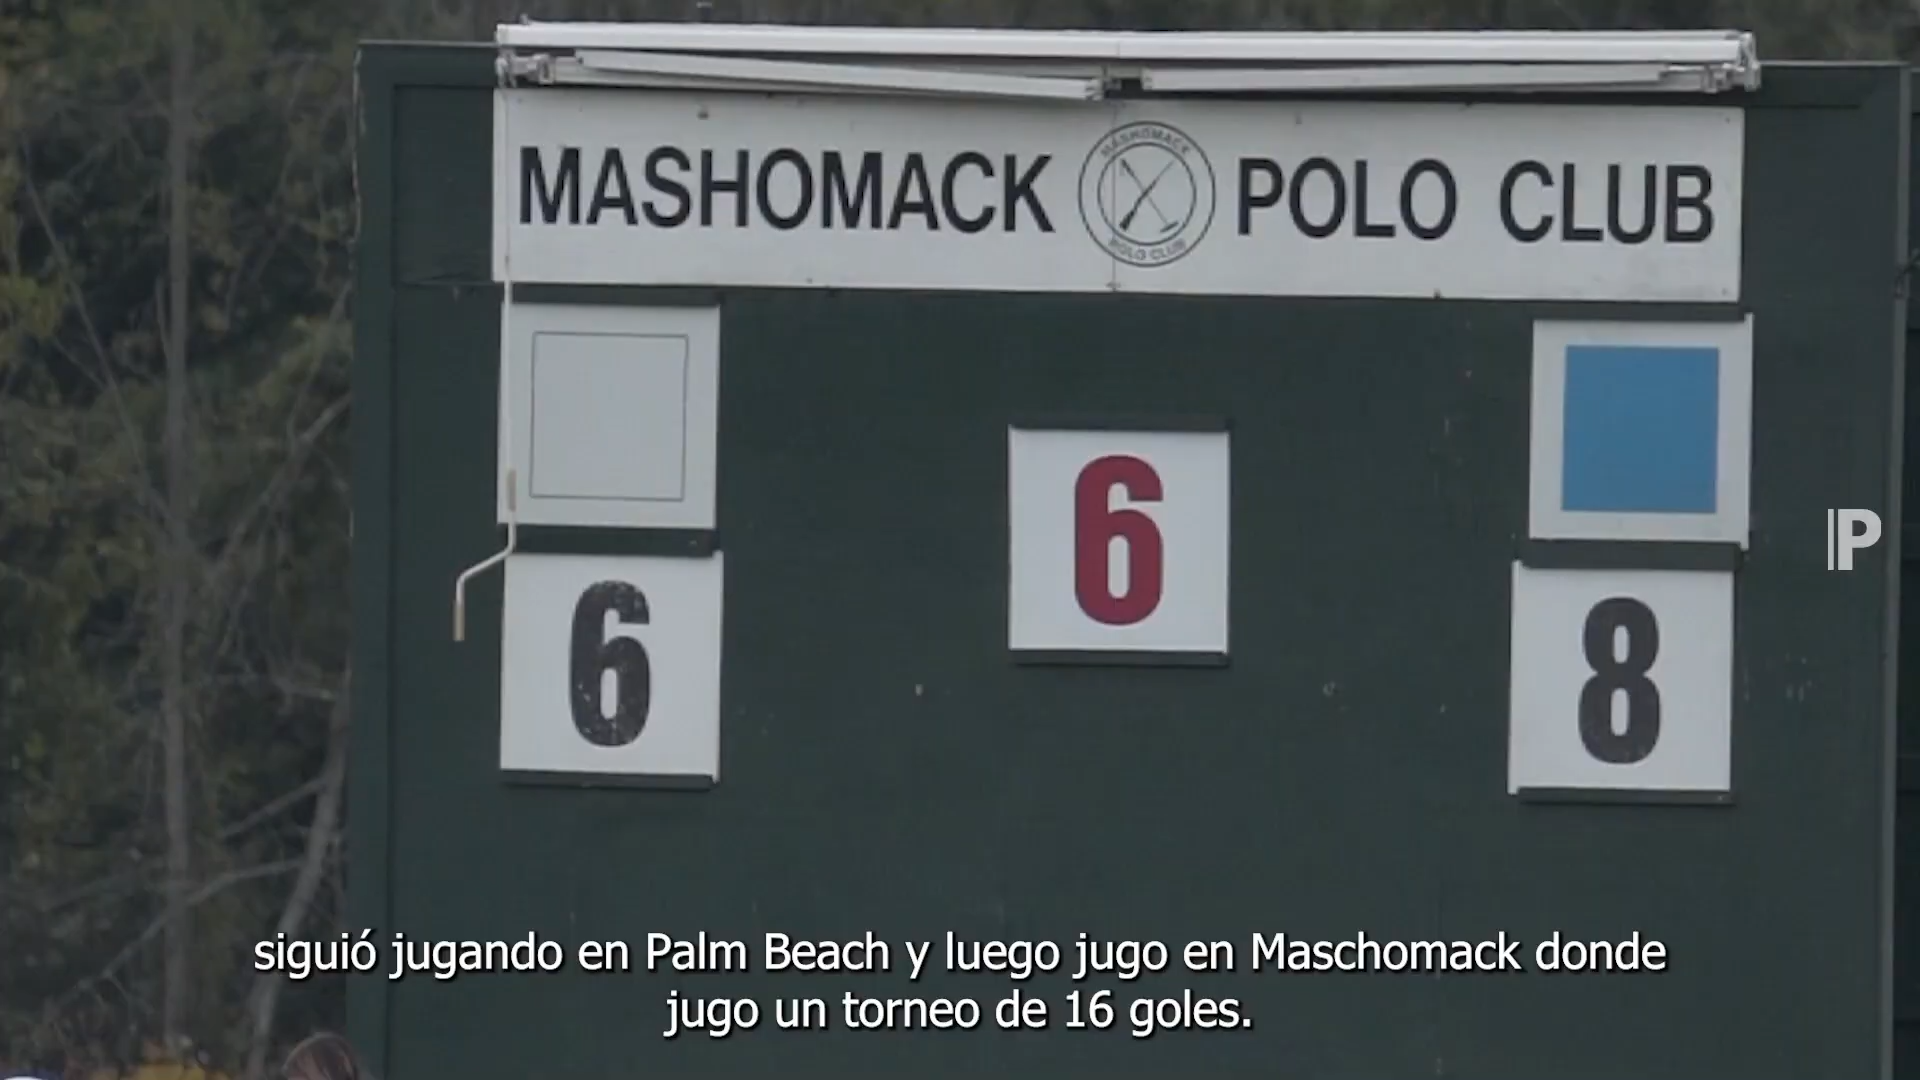 MASHOMACK POLO CLUB
MASHOMACK
POLO CLUB
6
6
8
P
siguió jugando en Palm Beach y luego jugo en Maschomack donde
jugo un torneo de 16 goles.